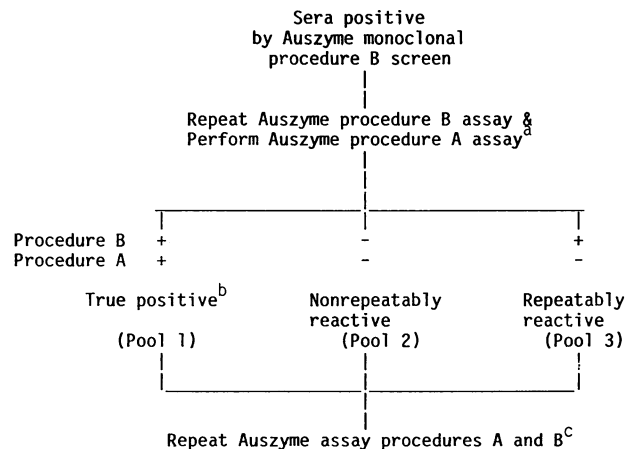 Sera positive
by Auszyme monoclonal
procedure B screen
Repeat Auszyme procedure B assay &
Perform Auszyme procedure A assay a
Procedure B + - +
Procedure A + - -
True positive b Nonrepeatably Repeatably
reactive reactive
(Pool 1) (Pool 2) (Pool 3)
Repeat Auszyme assay procedures A and B c